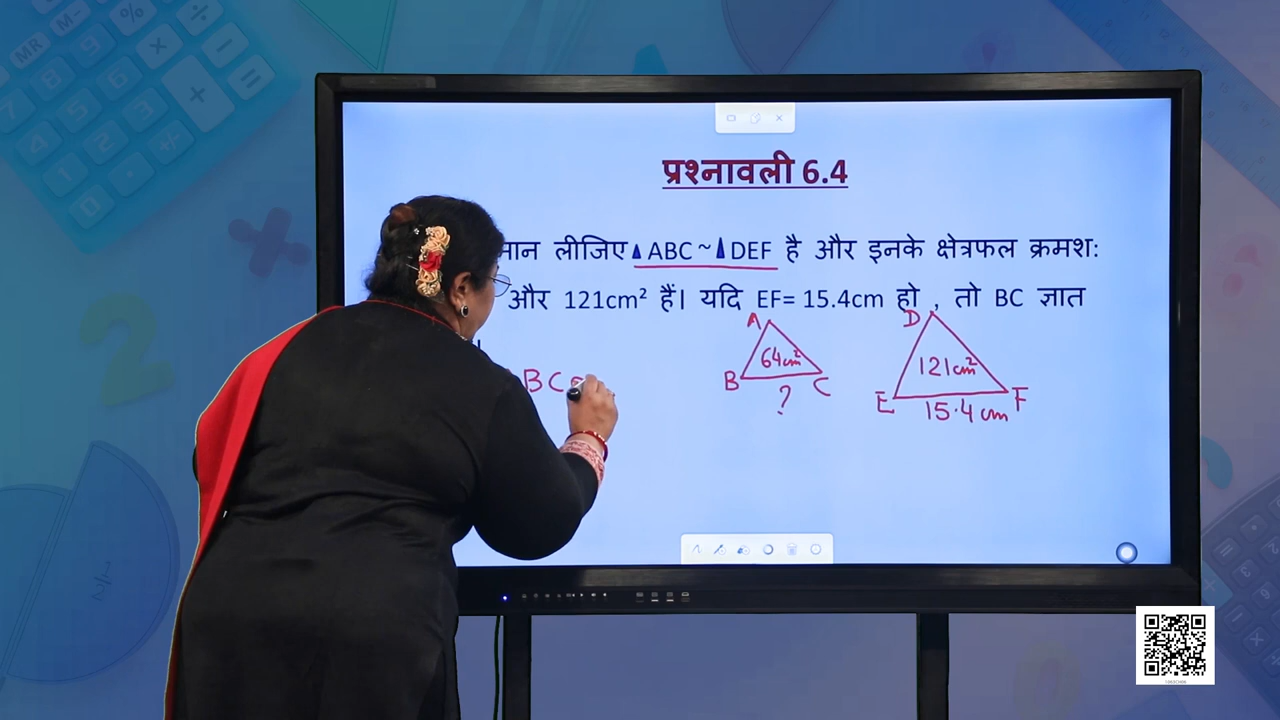 प्रश्नावली 6.4
मान लीजिए ▲ABC ~ ▲DEF है और इनके क्षेत्रफल क्रमश:
और 121cm² हैं। यदि EF= 15.4cm हो , तो BC ज्ञात
A
64cm²
B
C
?
D
121cm²
E
F
15.4 cm
BC